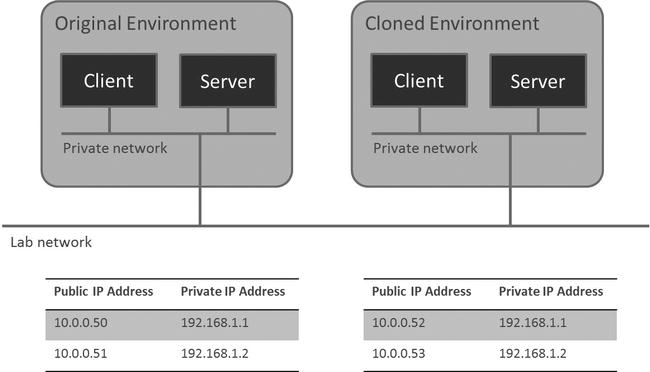 Original Environment
Client
Server
Private network
Cloned Environment
Client
Server
Private network
Lab network
Public IP Address Private IP Address
10.0.0.50 192.168.1.1
10.0.0.51 192.168.1.2
Public IP Address Private IP Address
10.0.0.52 192.168.1.1
10.0.0.53 192.168.1.2